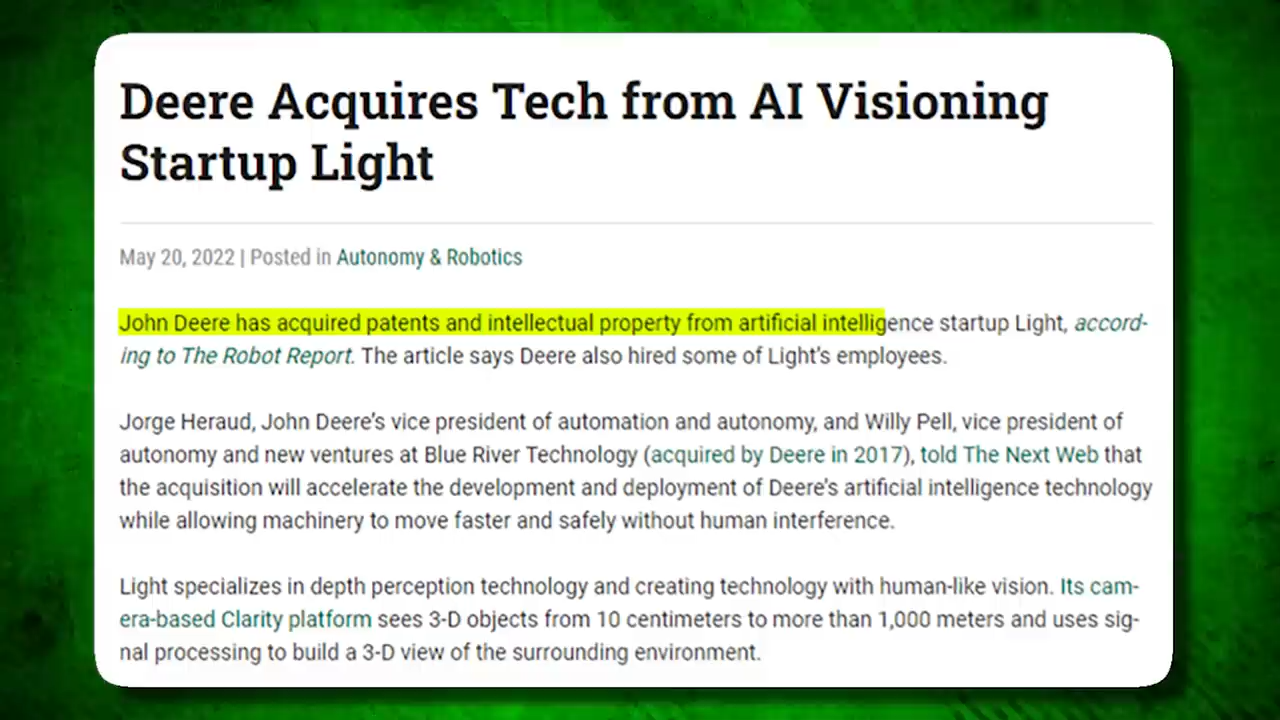 Deere Acquires Tech from AI Visioning
Startup Light
May 20, 2022 | Posted in Autonomy & Robotics
John Deere has acquired patents and intellectual property from artificial intelligence startup Light, accord-
ing to The Robot Report. The article says Deere also hired some of Light's employees.
Jorge Heraud, John Deere's vice president of automation and autonomy, and Willy Pell, vice president of
autonomy and new ventures at Blue River Technology (acquired by Deere in 2017), told The Next Web that
the acquisition will accelerate the development and deployment of Deere's artificial intelligence technology
while allowing machinery to move faster and safely without human interference.
Light specializes in depth perception technology and creating technology with human-like vision. Its cam-
era-based Clarity platform sees 3-D objects from 10 centimeters to more than 1,000 meters and uses sig-
nal processing to build a 3-D view of the surrounding environment.